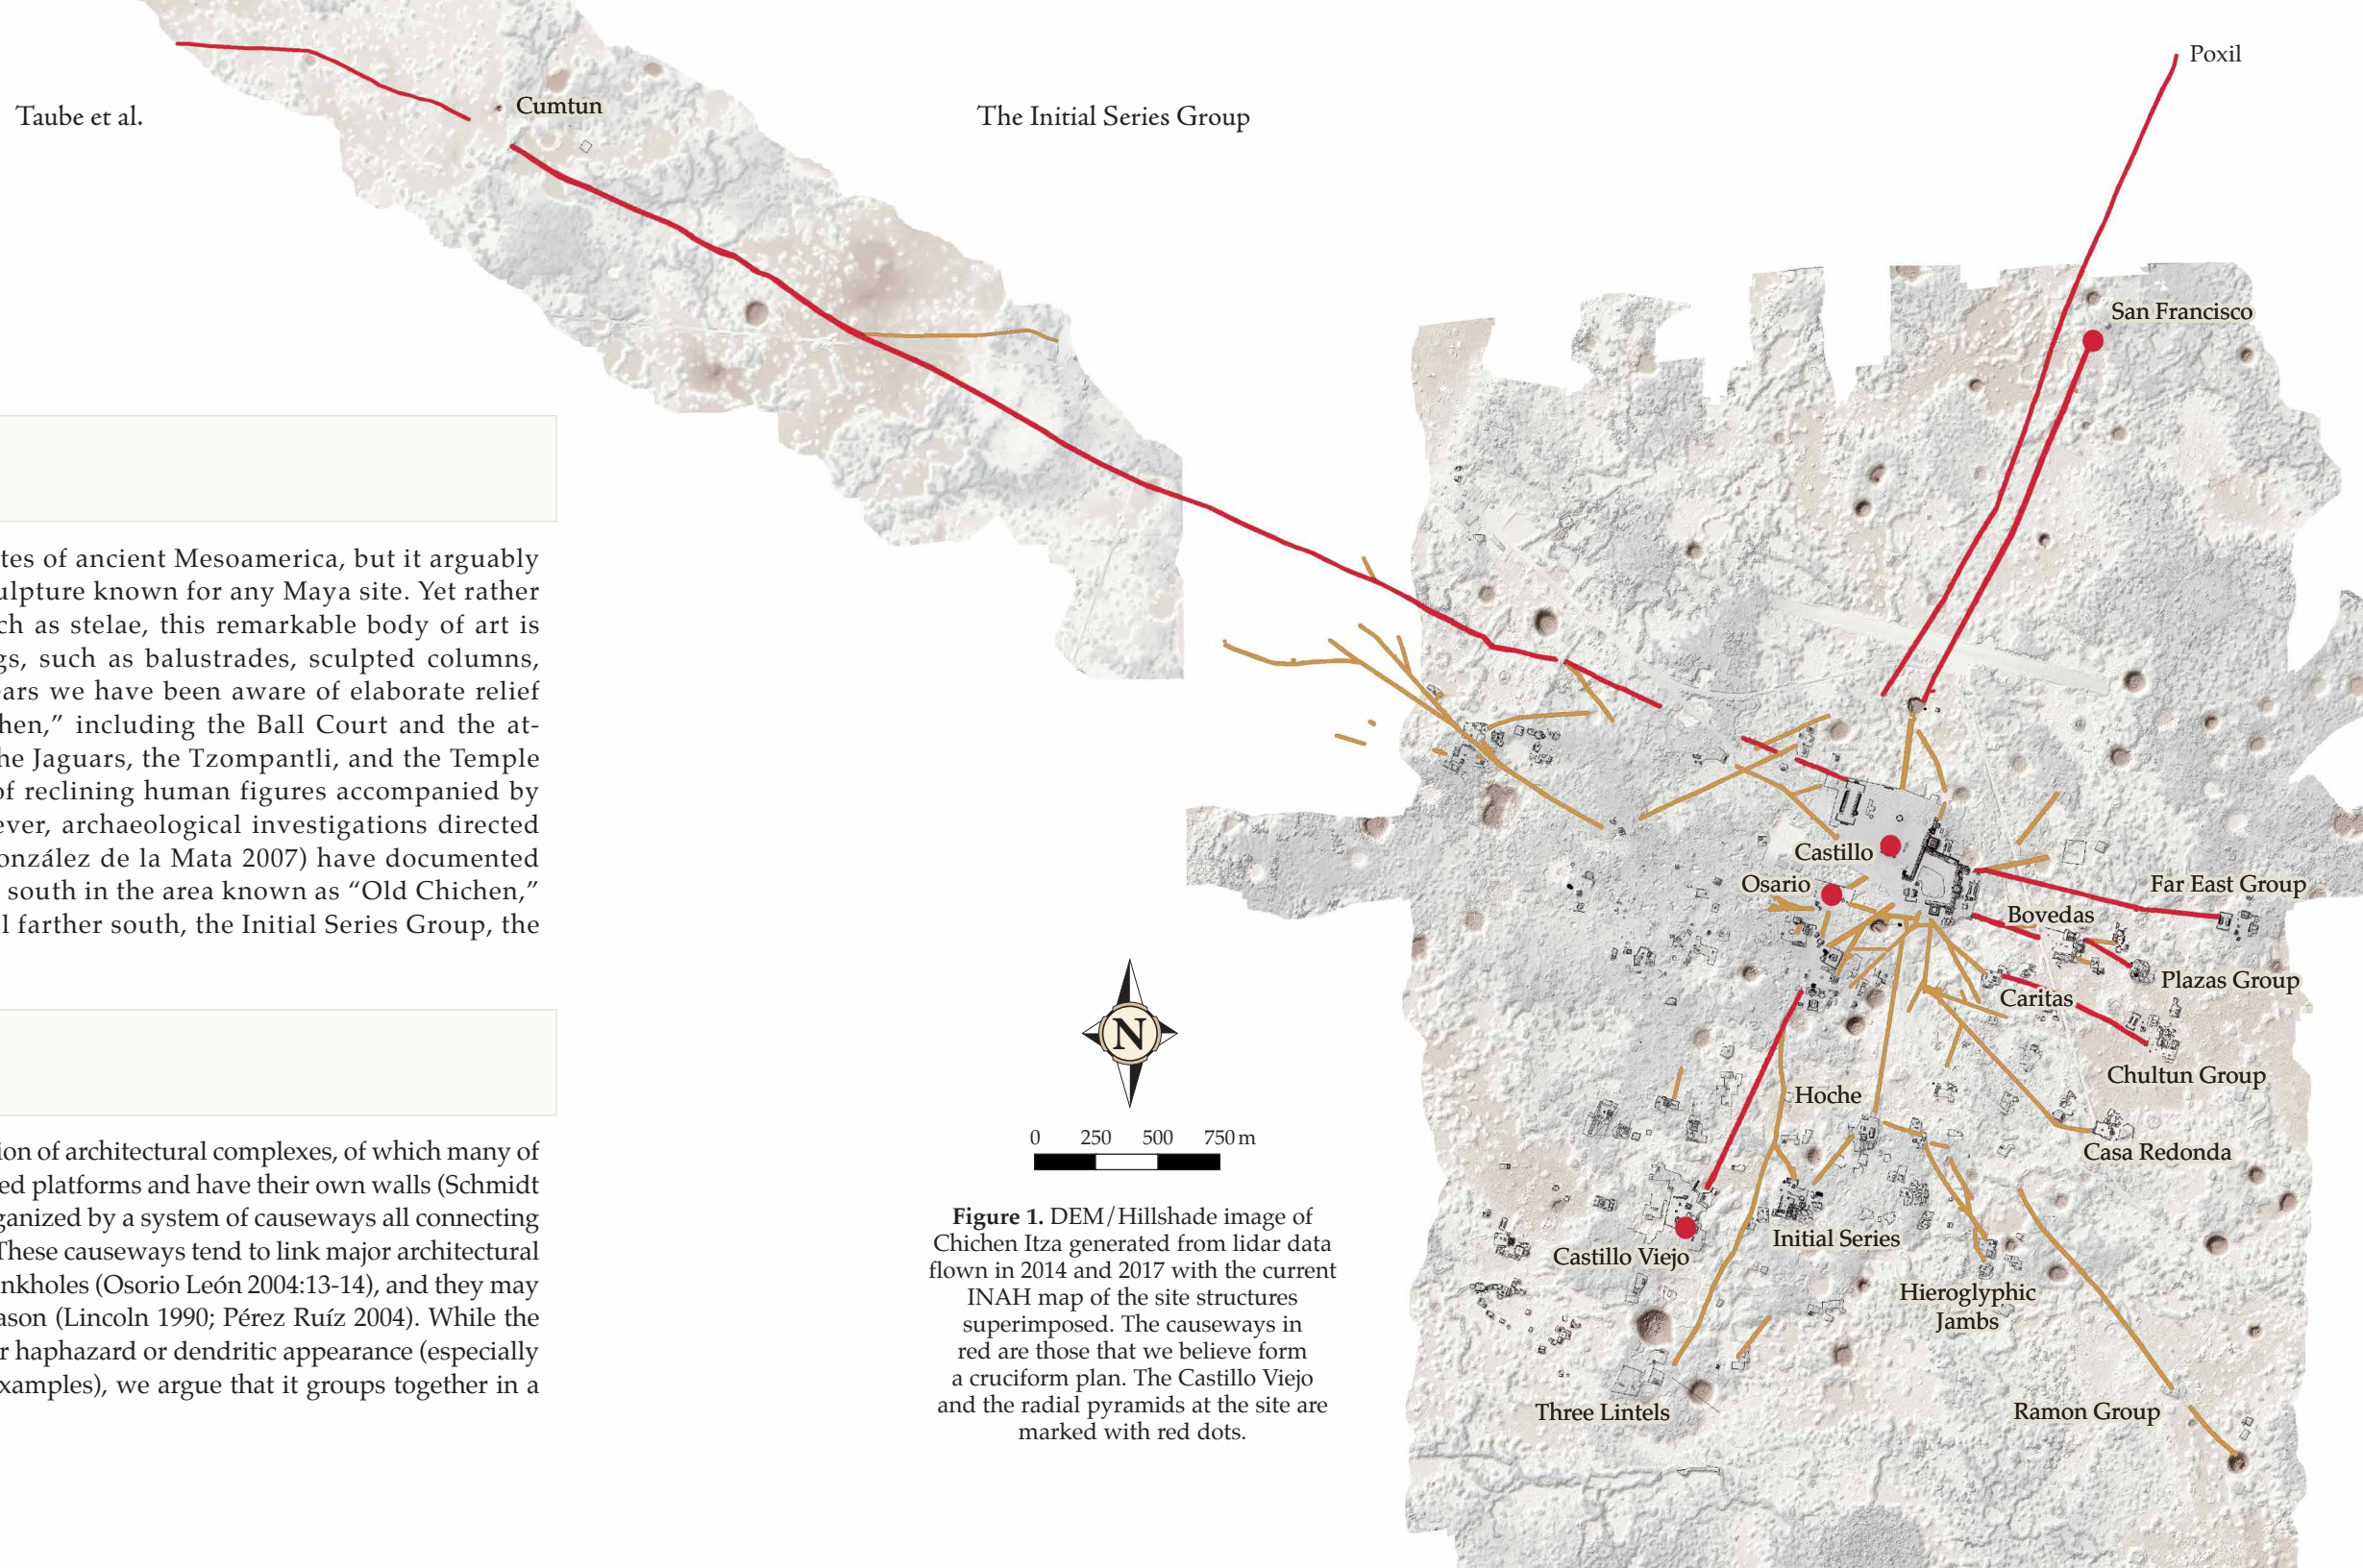 Taube et al.
The Initial Series Group
Poxil
Cumtun
San Francisco
tes of ancient Mesoamerica, but it arguably
ulpture known for any Maya site. Yet rather
ch as stelae, this remarkable body of art is
gs, such as balustrades, sculpted columns,
ars we have been aware of elaborate relief
hen,” including the Ball Court and the at-
he Jaguars, the Tzompantli, and the Temple
of reclining human figures accompanied by
ever, archaeological investigations directed
onzález de la Mata 2007) have documented
south in the area known as “Old Chichen,”
l farther south, the Initial Series Group, the
ion of architectural complexes, of which many of
ed platforms and have their own walls (Schmidt
ganized by a system of causeways all connecting
These causeways tend to link major architectural
nkholes (Osorio León 2004:13-14), and they may
ason (Lincoln 1990; Pérez Ruíz 2004). While the
r haphazard or dendritic appearance (especially
xamples), we argue that it groups together in a
N
0 250 500 750 m
Figure 1. DEM/Hillshade image of
Chichen Itza generated from lidar data
flown in 2014 and 2017 with the current
INAH map of the site structures
superimposed. The causeways in
red are those that we believe form
a cruciform plan. The Castillo Viejo
and the radial pyramids at the site are
marked with red dots.
Castillo
Osario
Far East Group
Bovedas
Plazas Group
Caritas
Chultun Group
Hoche
Casa Redonda
Initial Series
Castillo Viejo
Hieroglyphic
Jambs
Three Lintels
Ramon Group